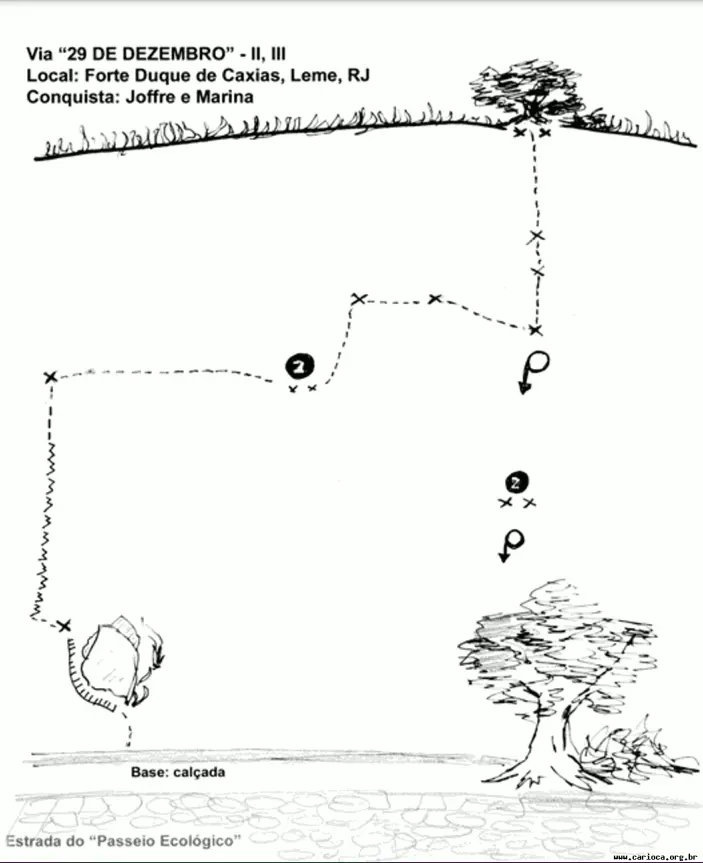 Via “29 DE DEZEMBRO” - II, III
Local: Forte Duque de Caxias, Leme, RJ
Conquista: Joffre e Marina
2
2
Base: calçada
Estrada do “Passeio Ecológico”
www.carioca.org.br